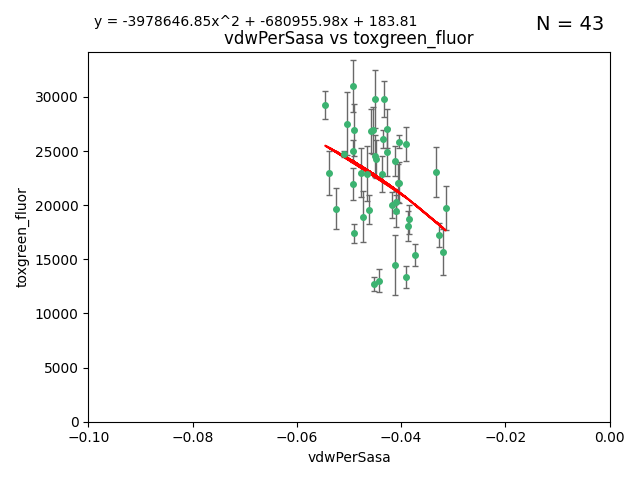 y = -3978646.85x^2 + -680955.98x + 183.81
N = 43
vdwPerSasa vs toxgreen_fluor
toxgreen_fluor
30000
25000
20000
15000
10000
5000
0
−0.10
−0.08
−0.06
−0.04
−0.02
0.00
vdwPerSasa